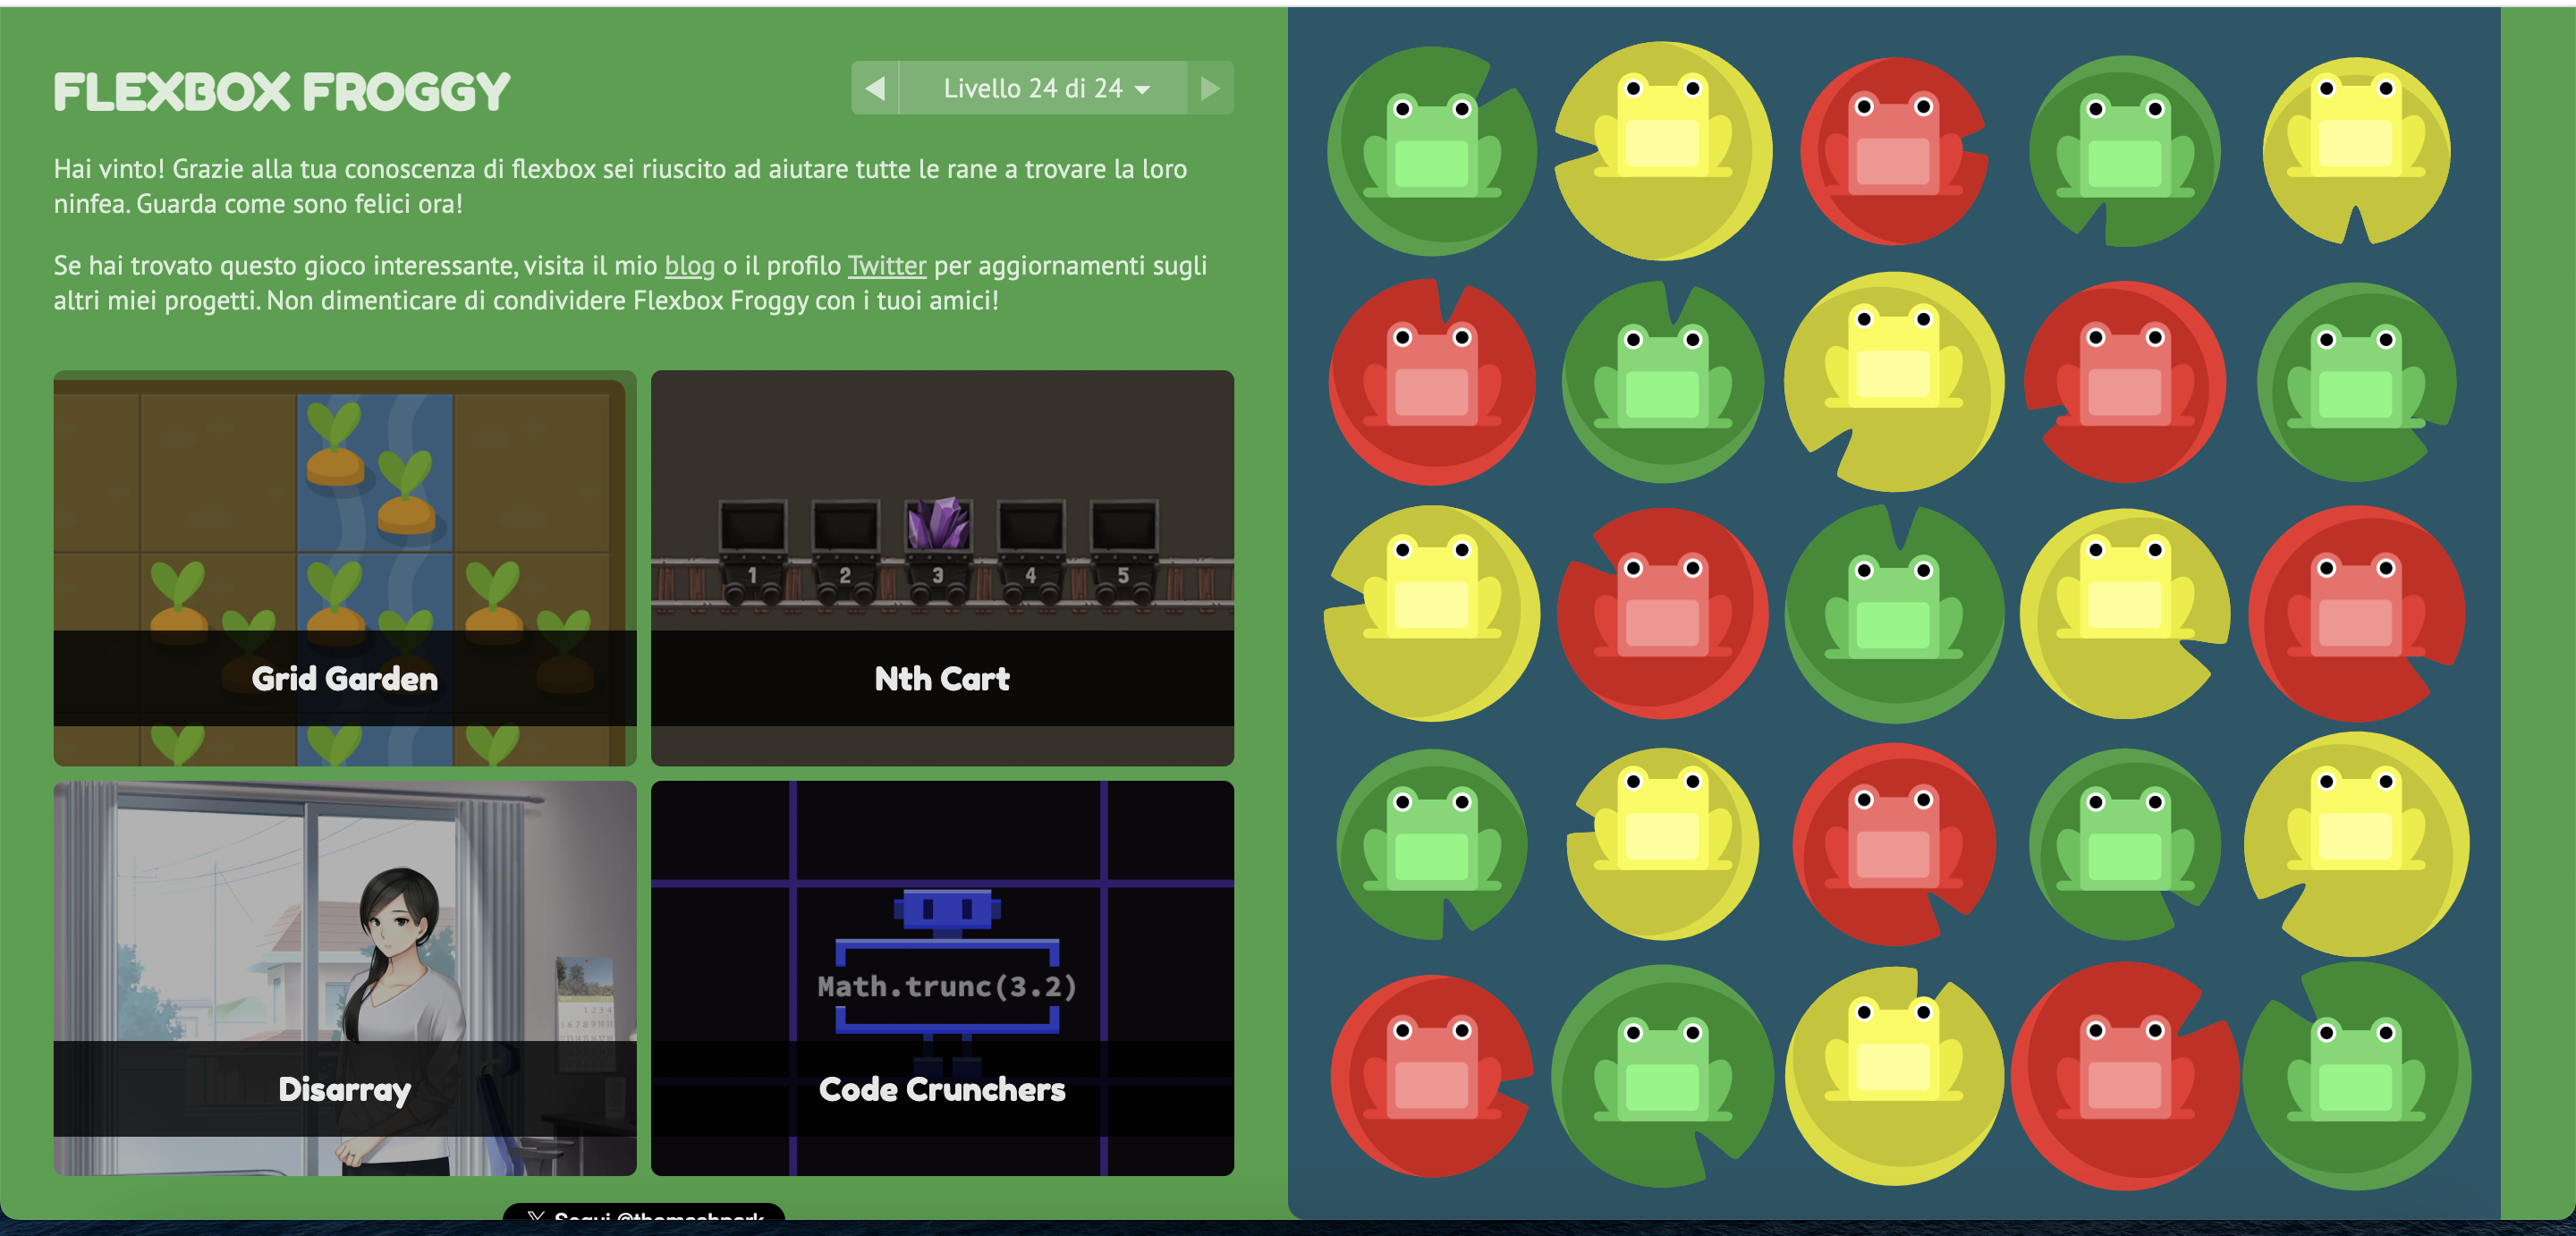 FLEXBOX FROGGY
Livello 24 di 24
Hai vinto! Grazie alla tua conoscenza di flexbox sei riuscito ad aiutare tutte le rane a trovare la loro
ninfea. Guarda come sono felici ora!
Se hai trovato questo gioco interessante, visita il mio blog o il profilo Twitter per aggiornamenti sugli
altri miei progetti. Non dimenticare di condividere Flexbox Froggy con i tuoi amici!
Grid Garden
1 2 3 4 5
Nth Cart
Disarray
Math.trunc(3.2)
Code Crunchers
Segui @thomashpark